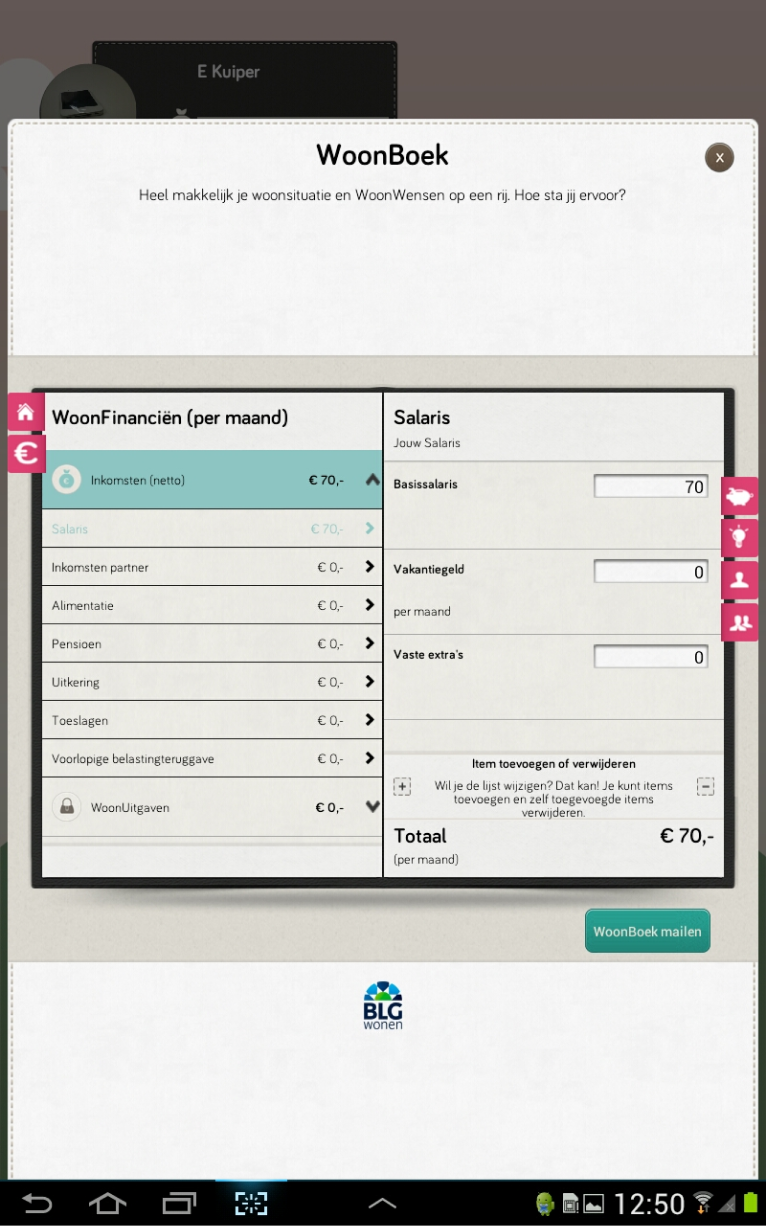 E Kuiper
WoonBoek
x
Heel makkelijk je woonsituatie en WoonWensen op een rij. Hoe sta jij ervoor?
WoonFinanciën (per maand)
€
Inkomsten (netto) € 70,-
Salaris € 70,-
Inkomsten partner € 0,-
Alimentatie € 0,-
Pensioen € 0,-
Uitkering € 0,-
Toeslagen € 0,-
Voorlopige belastingteruggave € 0,-
WoonUitgaven € 0,-
Salaris
Jouw Salaris
Basissalaris 70
Vakantiegeld 0
per maand
Vaste extra's 0
Item toevoegen of verwijderen
Wil je de lijst wijzigen? Dat kan! Je kunt items
toevoegen en zelf toegevoegde items
verwijderen.
Totaal € 70,-
(per maand)
WoonBoek mailen
BLG
wonen
12:50